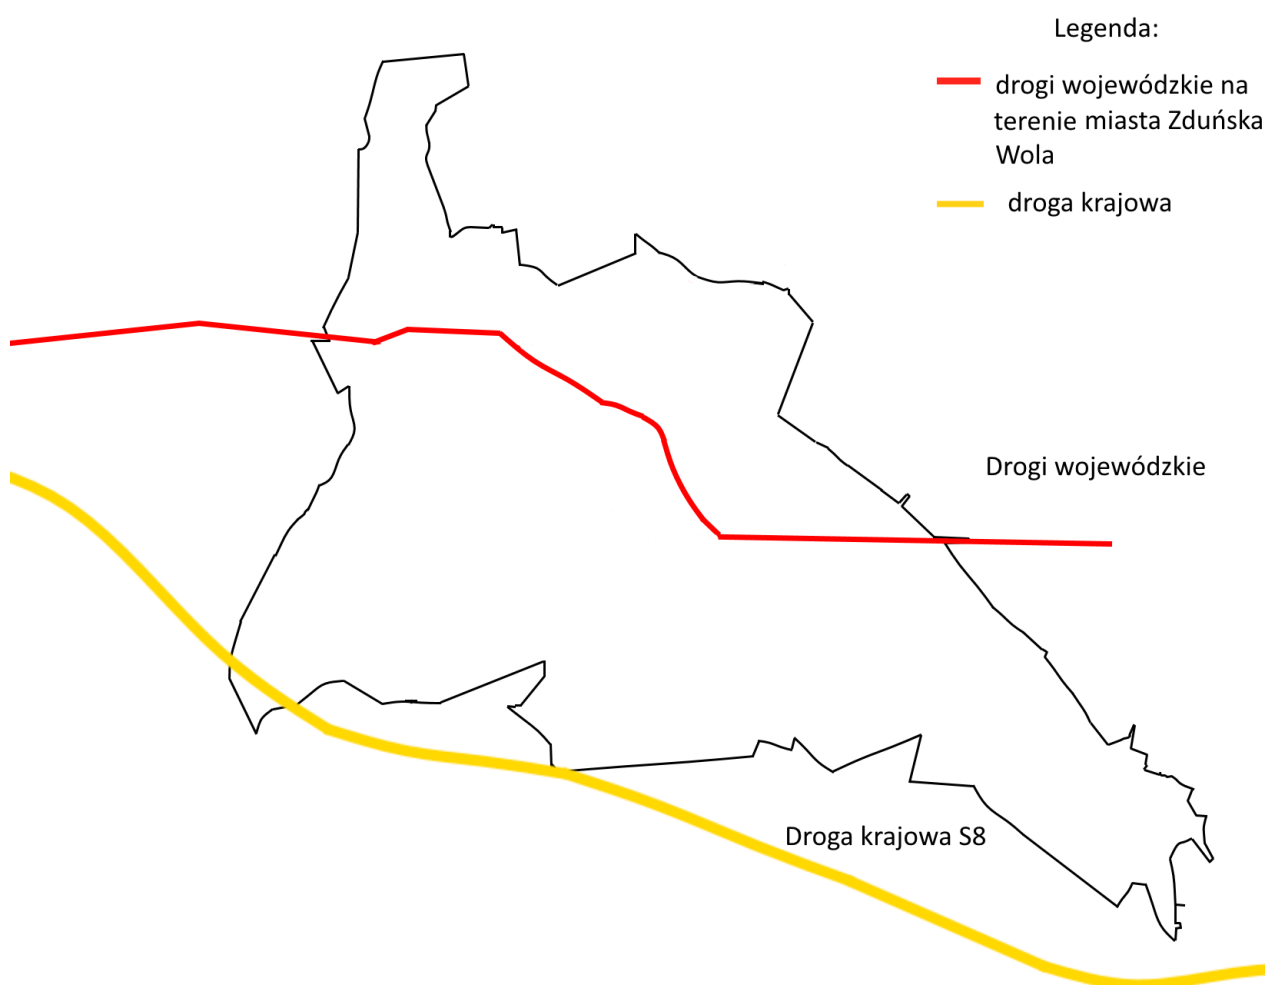 Legenda:
drogi wojewódzkie na
terenie miasta Zduńska
Wola
droga krajowa
Drogi wojewódzkie
Droga krajowa S8